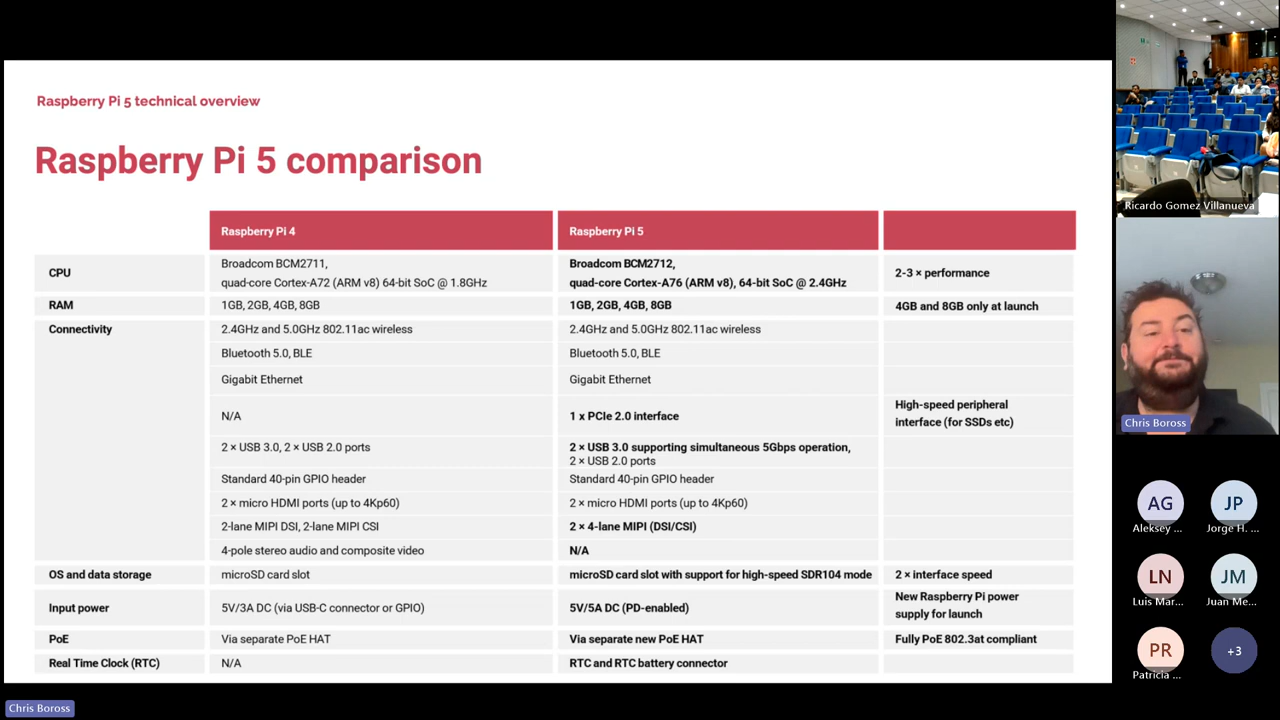 Raspberry Pi 5 technical overview
Raspberry Pi 5 comparison
Raspberry Pi 4
Raspberry Pi 5
CPU
Broadcom BCM2711,
quad-core Cortex-A72 (ARM v8) 64-bit SoC @ 1.8GHz
Broadcom BCM2712,
quad-core Cortex-A76 (ARM v8), 64-bit SoC @ 2.4GHz
2-3 × performance
RAM
1GB, 2GB, 4GB, 8GB
1GB, 2GB, 4GB, 8GB
4GB and 8GB only at launch
Connectivity
2.4GHz and 5.0GHz 802.11ac wireless
2.4GHz and 5.0GHz 802.11ac wireless
Bluetooth 5.0, BLE
Bluetooth 5.0, BLE
Gigabit Ethernet
Gigabit Ethernet
N/A
1 x PCIe 2.0 interface
High-speed peripheral
interface (for SSDs etc)
2 × USB 3.0, 2 × USB 2.0 ports
2 × USB 3.0 supporting simultaneous 5Gbps operation,
2 × USB 2.0 ports
Standard 40-pin GPIO header
Standard 40-pin GPIO header
2 × micro HDMI ports (up to 4Kp60)
2 × micro HDMI ports (up to 4Kp60)
2-lane MIPI DSI, 2-lane MIPI CSI
2 × 4-lane MIPI (DSI/CSI)
4-pole stereo audio and composite video
N/A
OS and data storage
microSD card slot
microSD card slot with support for high-speed SDR104 mode
2 × interface speed
Input power
5V/3A DC (via USB-C connector or GPIO)
5V/5A DC (PD-enabled)
New Raspberry Pi power
supply for launch
PoE
Via separate PoE HAT
Via separate new PoE HAT
Fully PoE 802.3at compliant
Real Time Clock (RTC)
N/A
RTC and RTC battery connector
Chris Boross
Ricardo Gomez Villanueva
Chris Boross
AG
Aleksey ...
JP
Jorge H. ...
LN
Luis Mar...
JM
Juan Me...
PR
Patricia ...
+3